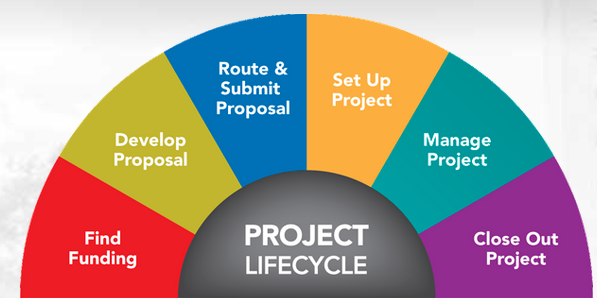 Find
Funding
Develop
Proposal
Route &
Submit
Proposal
Set Up
Project
Manage
Project
Close Out
Project
PROJECT
LIFECYCLE